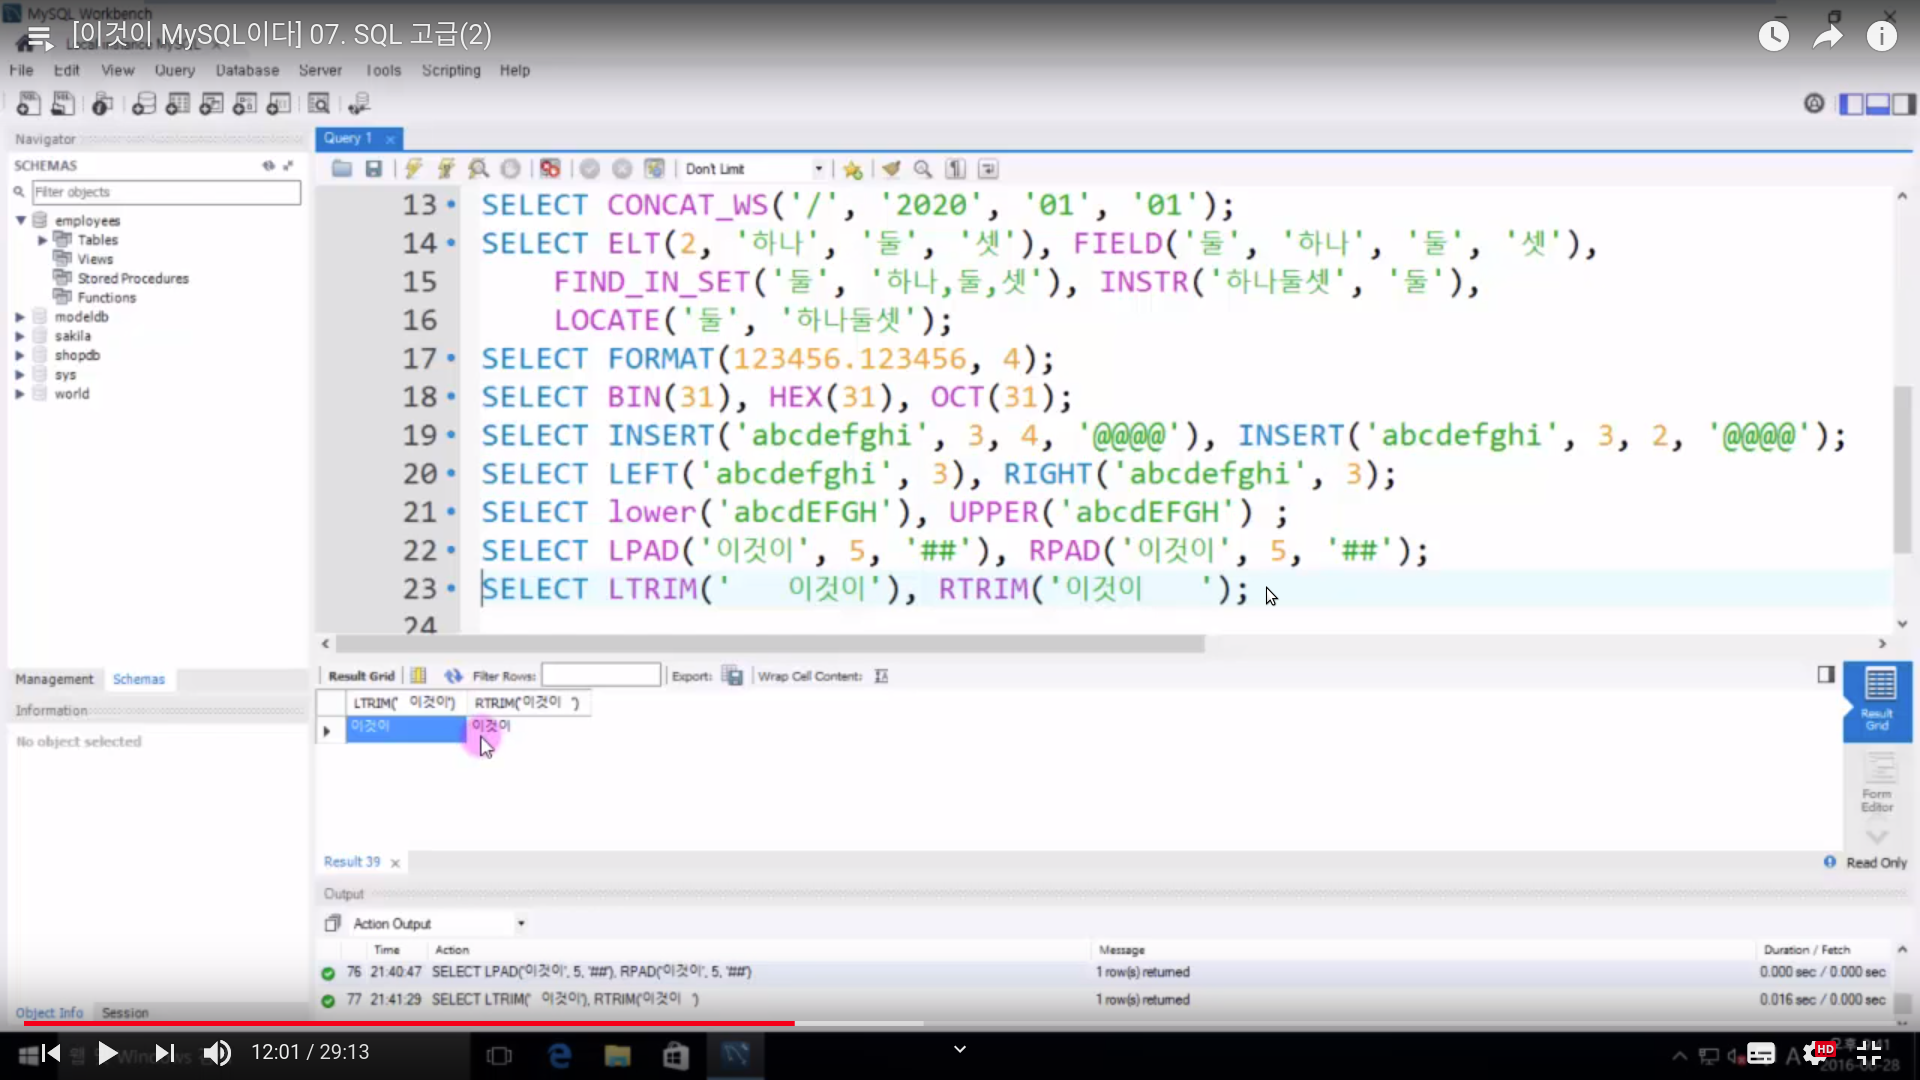 MySQL Workbench
[이것이 MySQL이다] 07. SQL 고급(2)
File Edit View Query Database Server Tools Scripting Help
Navigator
Query 1
SCHEMAS
Don't Limit
Filter objects
employees
Tables
Views
Stored Procedures
Functions
modeldb
sakila
shopdb
sys
world
13 SELECT CONCAT_WS('/', '2020', '01', '01');
14 SELECT ELT(2, '하나', '둘', '셋'), FIELD('둘', '하나', '둘', '셋'),
15 FIND_IN_SET('둘', '하나,둘,셋'), INSTR('하나둘셋', '둘'),
16 LOCATE('둘', '하나둘셋');
17 SELECT FORMAT(123456.123456, 4);
18 SELECT BIN(31), HEX(31), OCT(31);
19 SELECT INSERT('abcdefghi', 3, 4, '@@@@'), INSERT('abcdefghi', 3, 2, '@@@@');
20 SELECT LEFT('abcdefghi', 3), RIGHT('abcdefghi', 3);
21 SELECT lower('abcdEFGH'), UPPER('abcdEFGH') ;
22 SELECT LPAD('이것이', 5, '##'), RPAD('이것이', 5, '##');
23 SELECT LTRIM('   이것이'), RTRIM('이것이   ');
24
Management Schemas
Information
No object selected
Result Grid Filter Rows: Export: Wrap Cell Content:
LTRIM('   이것이') RTRIM('이것이   ')
이것이 이것이
Result Grid
Form Editor
Result 39
Read Only
Output
Action Output
Time Action Message Duration / Fetch
76 21:40:47 SELECT LPAD('이것이', 5, '##'), RPAD('이것이', 5, '##') 1 row(s) returned 0.000 sec / 0.000 sec
77 21:41:29 SELECT LTRIM('   이것이'), RTRIM('이것이   ') 1 row(s) returned 0.016 sec / 0.000 sec
Object Info Session
12:01 / 29:13
HD